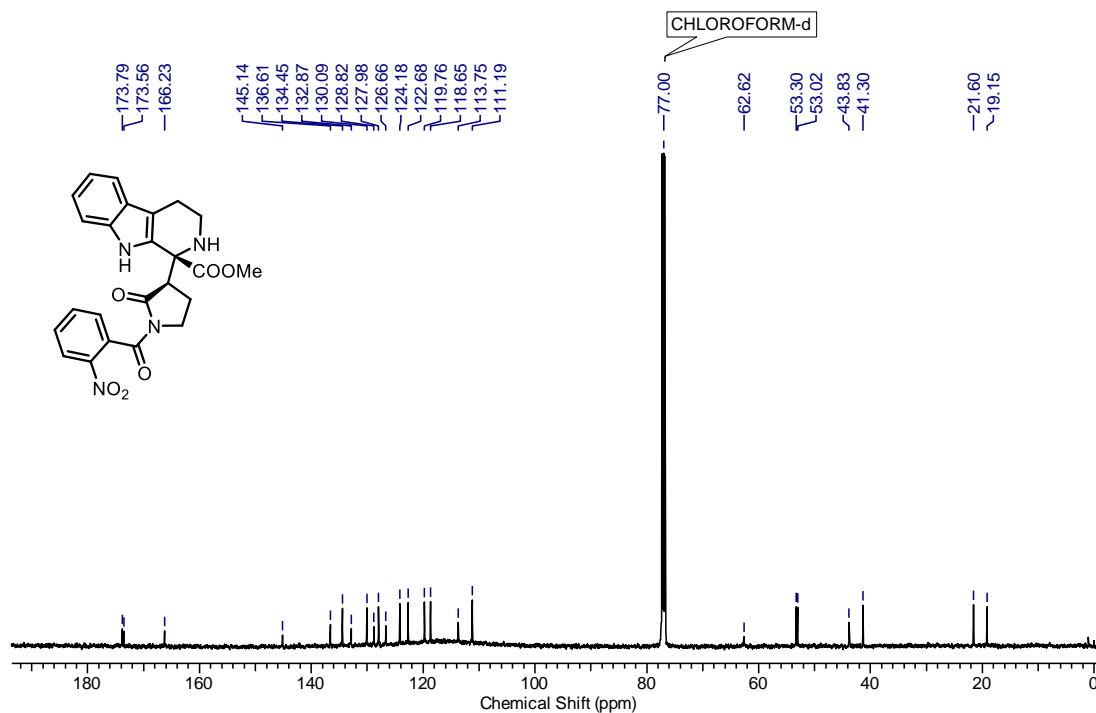 CHLOROFORM-d
173.79
173.56
166.23
145.14
136.61
134.45
132.87
130.09
128.82
127.98
126.66
124.18
122.68
119.76
118.65
113.75
111.19
77.00
62.62
53.30
53.02
43.83
41.30
21.60
19.15
NH
N
H
COOMe
O
N
O
NO2
180 160 140 120 100 80 60 40 20 0
Chemical Shift (ppm)